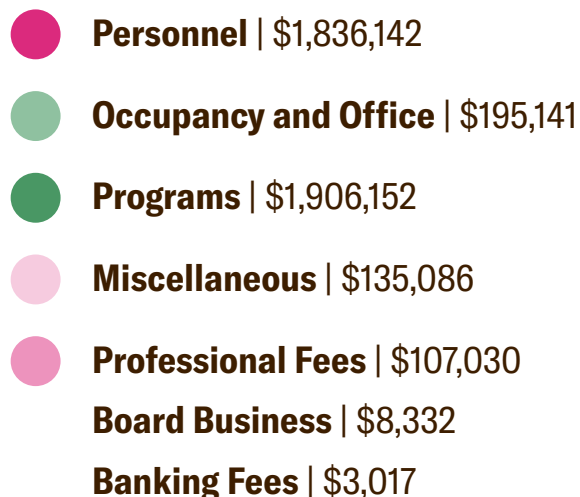 Personnel | $1,836,142
Occupancy and Office | $195,141
Programs | $1,906,152
Miscellaneous | $135,086
Professional Fees | $107,030
Board Business | $8,332
Banking Fees | $3,017